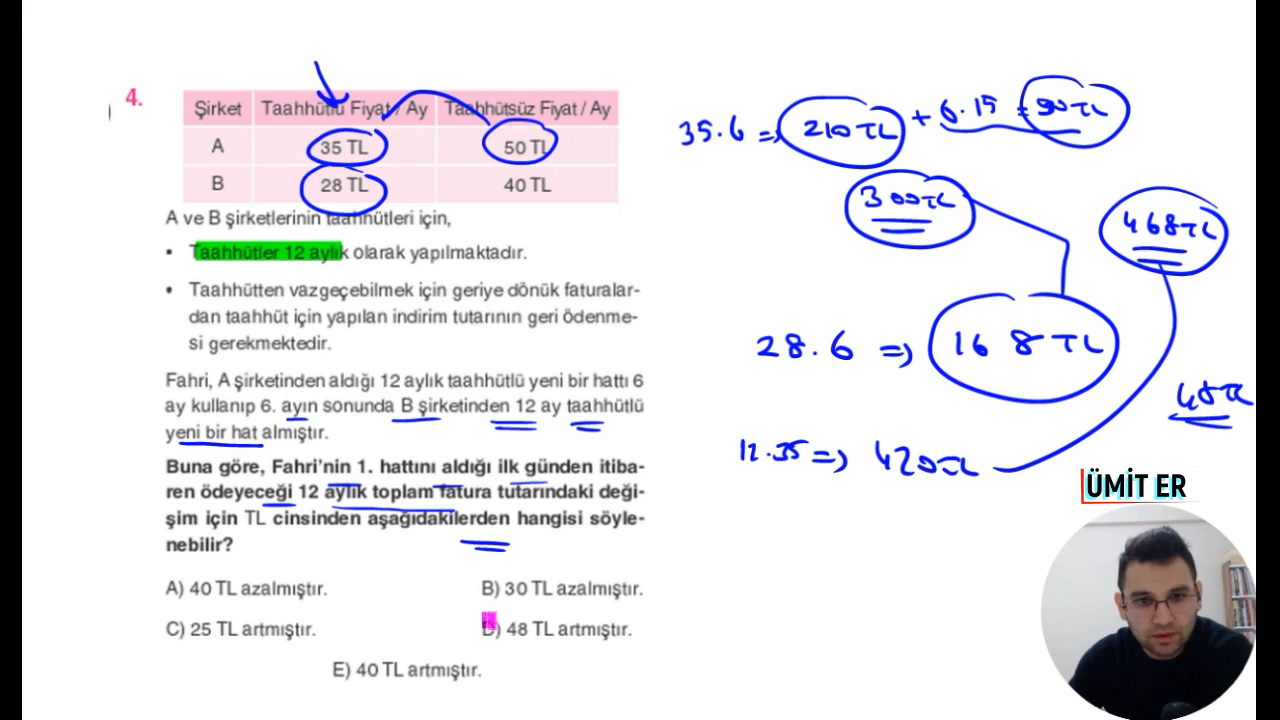 4.
Şirket Taahhütlü Fiyat / Ay Taahhütsüz Fiyat / Ay
A 35 TL 50 TL
B 28 TL 40 TL
A ve B şirketlerinin taahhütleri için,
• Taahhütler 12 aylık olarak yapılmaktadır.
• Taahhütten vazgeçebilmek için geriye dönük faturalar-
dan taahhüt için yapılan indirim tutarının geri ödenme-
si gerekmektedir.
Fahri, A şirketinden aldığı 12 aylık taahhütlü yeni bir hattı 6
ay kullanıp 6. ayın sonunda B şirketinden 12 ay taahhütlü
yeni bir hat almıştır.
Buna göre, Fahri'nin 1. hattını aldığı ilk günden itiba-
ren ödeyeceği 12 aylık toplam fatura tutarındaki deği-
şim için TL cinsinden aşağıdakilerden hangisi söyle-
nebilir?
A) 40 TL azalmıştır. B) 30 TL azalmıştır.
C) 25 TL artmıştır. D) 48 TL artmıştır.
E) 40 TL artmıştır.
35.6 => 210 TL + 6.15 = 90 TL
300 TL
468 TL
28.6 => 168 TL
48 TL
12.35 => 420 TL
ÜMİT ER